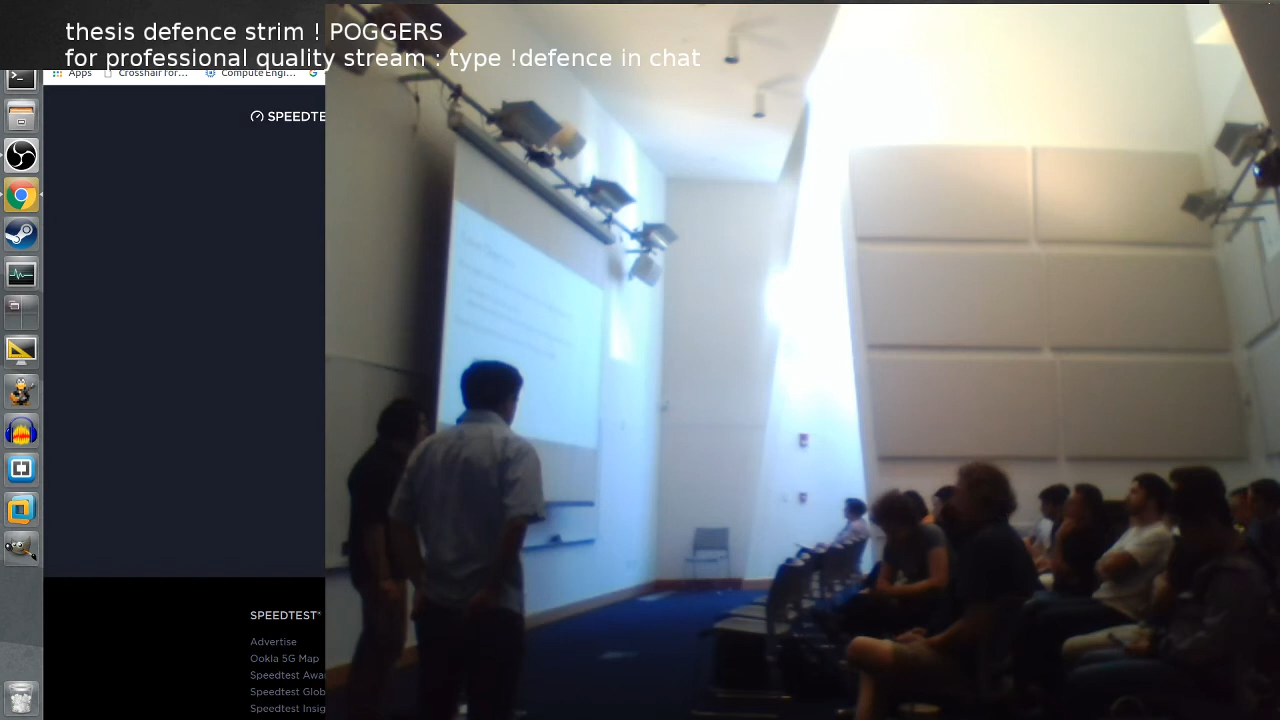 thesis defence strim ! POGGERS
for professional quality stream : type !defence in chat
Apps Crosshair for... Compute Engi...
SPEEDTE
SPEEDTEST
Advertise
Ookla 5G Map
Speedtest Awa
Speedtest Glob
Speedtest Insig